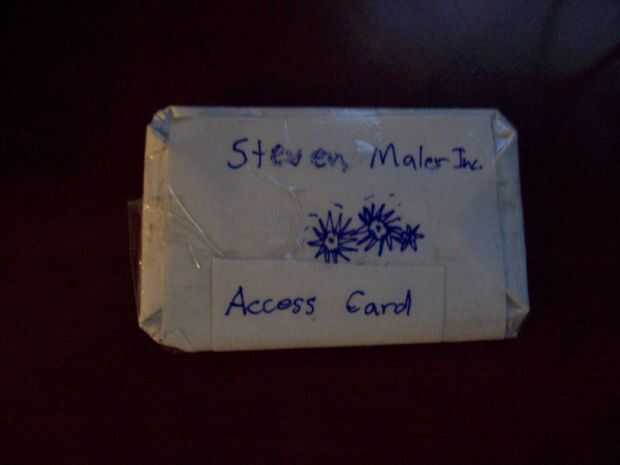 Steven Maler Inc.
Access Card